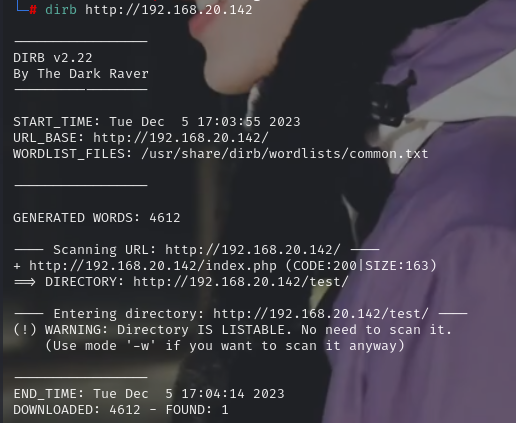 └─# dirb http://192.168.20.142
-----------------
DIRB v2.22
By The Dark Raver
-----------------
START_TIME: Tue Dec  5 17:03:55 2023
URL_BASE: http://192.168.20.142/
WORDLIST_FILES: /usr/share/dirb/wordlists/common.txt
-----------------
GENERATED WORDS: 4612
---- Scanning URL: http://192.168.20.142/ ----
+ http://192.168.20.142/index.php (CODE:200|SIZE:163)
==> DIRECTORY: http://192.168.20.142/test/
---- Entering directory: http://192.168.20.142/test/ ----
(!) WARNING: Directory IS LISTABLE. No need to scan it.
    (Use mode '-w' if you want to scan it anyway)
-----------------
END_TIME: Tue Dec  5 17:04:14 2023
DOWNLOADED: 4612 - FOUND: 1